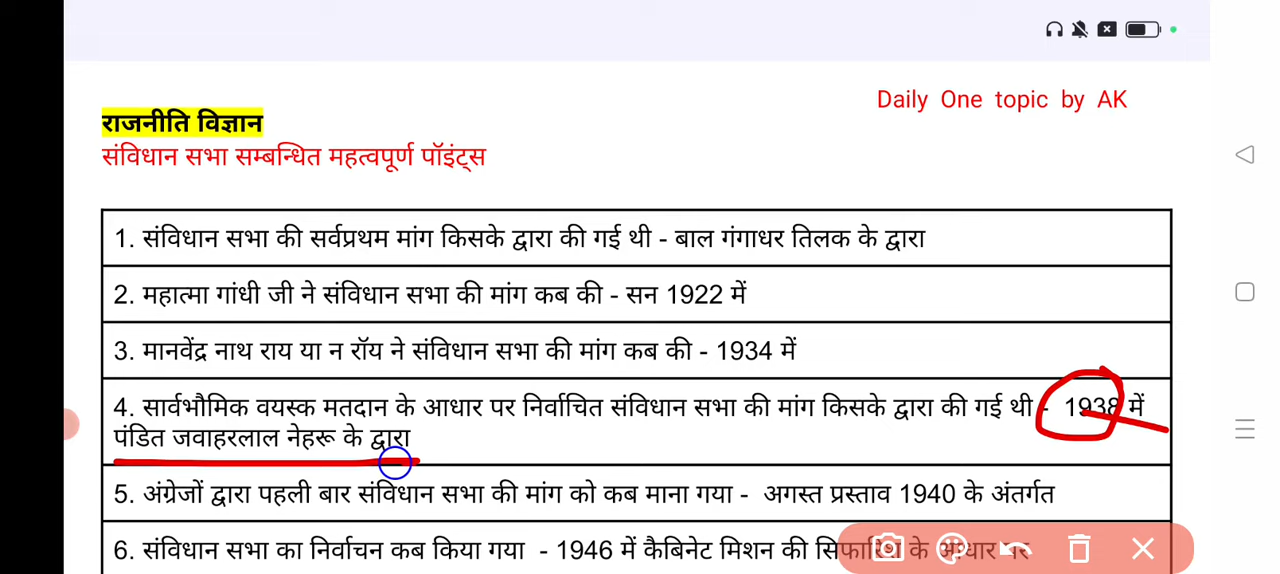 Daily One topic by AK
राजनीति विज्ञान
संविधान सभा सम्बन्धित महत्वपूर्ण पॉइंट्स
1. संविधान सभा की सर्वप्रथम मांग किसके द्वारा की गई थी - बाल गंगाधर तिलक के द्वारा
2. महात्मा गांधी जी ने संविधान सभा की मांग कब की - सन 1922 में
3. मानवेंद्र नाथ राय या न रॉय ने संविधान सभा की मांग कब की - 1934 में
4. सार्वभौमिक वयस्क मतदान के आधार पर निर्वाचित संविधान सभा की मांग किसके द्वारा की गई थी - 1938 में
पंडित जवाहरलाल नेहरू के द्वारा
5. अंग्रेजों द्वारा पहली बार संविधान सभा की मांग को कब माना गया - अगस्त प्रस्ताव 1940 के अंतर्गत
6. संविधान सभा का निर्वाचन कब किया गया - 1946 में कैबिनेट मिशन की सिफारिश के आधार पर